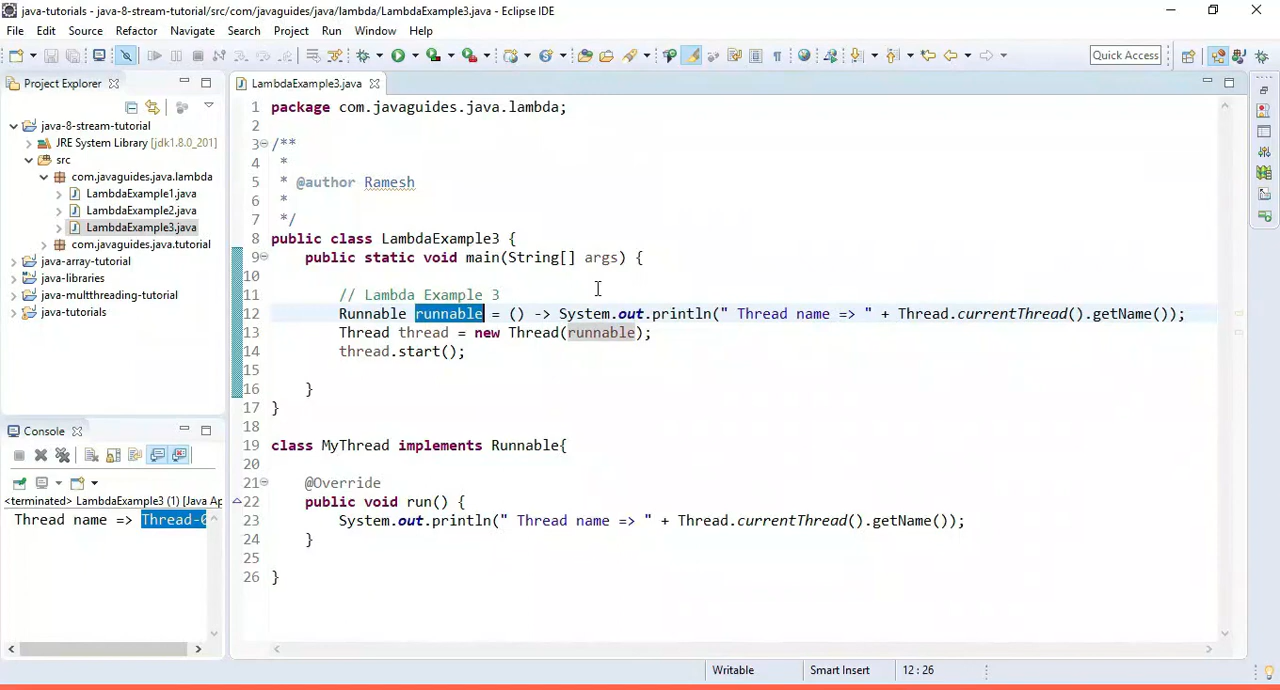 java-tutorials - java-8-stream-tutorial/src/com/javaguides/java/lambda/LambdaExample3.java - Eclipse IDE
File Edit Source Refactor Navigate Search Project Run Window Help
Quick Access
Project Explorer
java-8-stream-tutorial
JRE System Library [jdk1.8.0_201]
src
com.javaguides.java.lambda
LambdaExample1.java
LambdaExample2.java
LambdaExample3.java
com.javaguides.java.tutorial
java-array-tutorial
java-libraries
java-multthreading-tutorial
java-tutorials
Console
<terminated> LambdaExample3 (1) [Java Ap
Thread name => Thread-0
LambdaExample3.java
1 package com.javaguides.java.lambda;
2
3 /**
4 *
5 * @author Ramesh
6 *
7 */
8 public class LambdaExample3 {
9 public static void main(String[] args) {
10
11 // Lambda Example 3
12 Runnable runnable = () -> System.out.println(" Thread name => " + Thread.currentThread().getName());
13 Thread thread = new Thread(runnable);
14 thread.start();
15
16 }
17 }
18
19 class MyThread implements Runnable{
20
21 @Override
22 public void run() {
23 System.out.println(" Thread name => " + Thread.currentThread().getName());
24 }
25
26 }
Writable Smart Insert 12 : 26